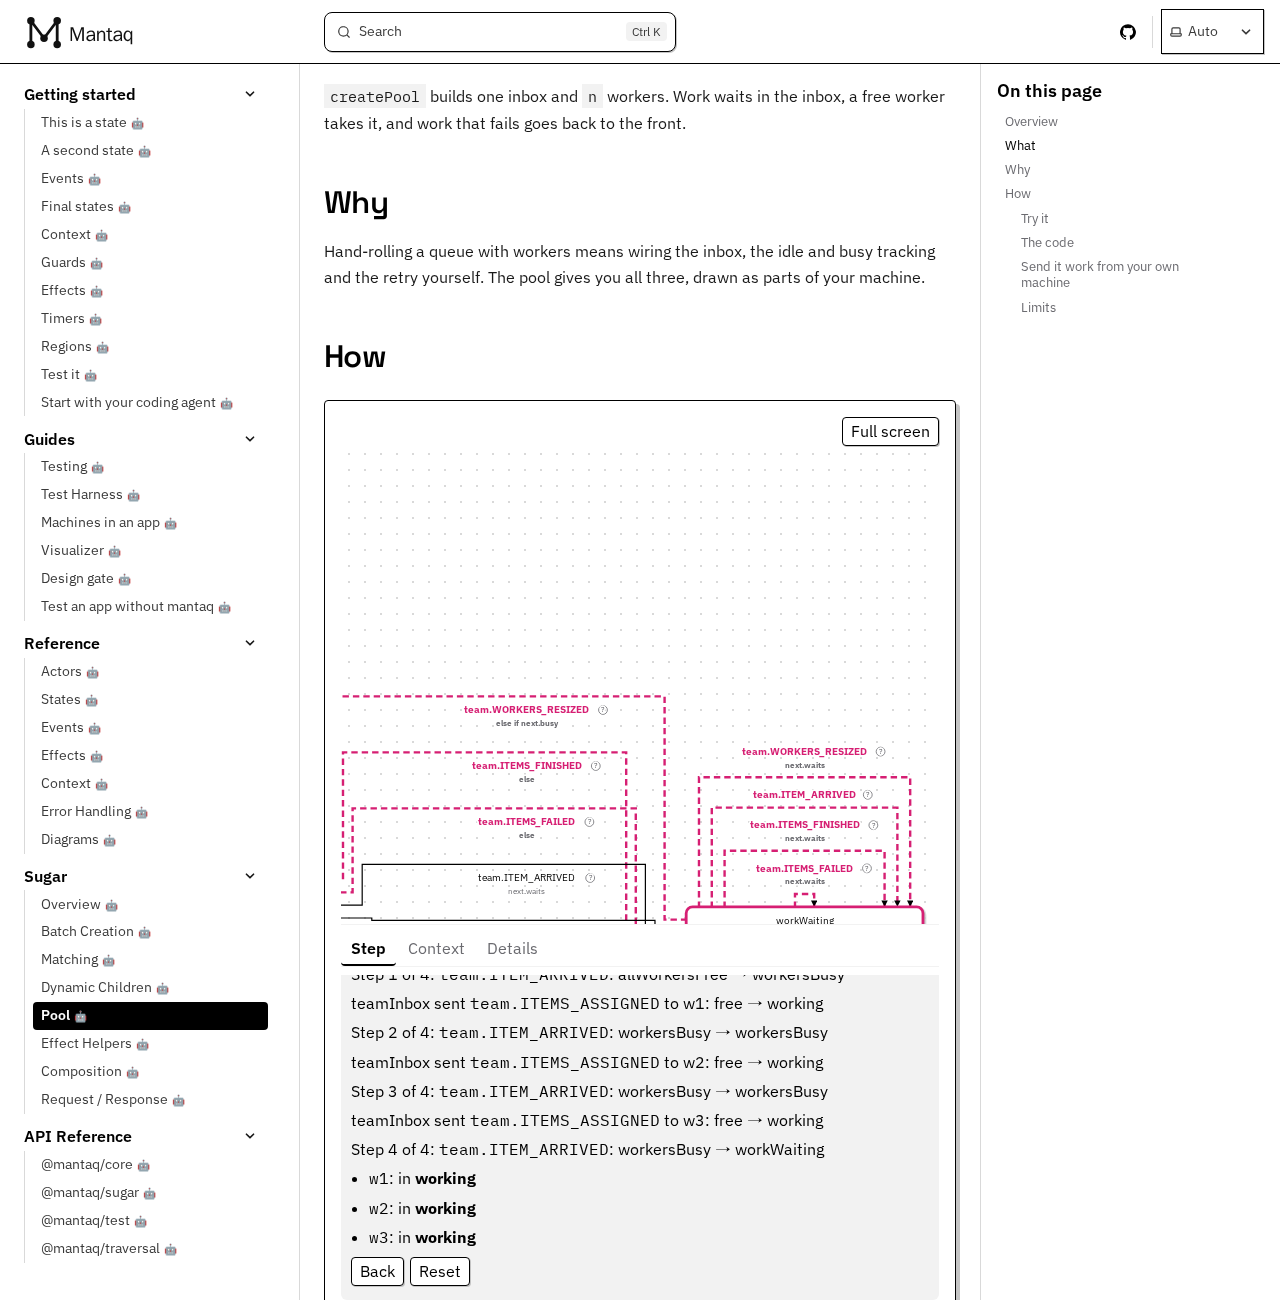 Mantaq
Search
Ctrl K
Auto
Getting started
This is a state 🤖
A second state 🤖
Events 🤖
Final states 🤖
Context 🤖
Guards 🤖
Effects 🤖
Timers 🤖
Regions 🤖
Test it 🤖
Start with your coding agent 🤖
Guides
Testing 🤖
Test Harness 🤖
Machines in an app 🤖
Visualizer 🤖
Design gate 🤖
Test an app without mantaq 🤖
Reference
Actors 🤖
States 🤖
Events 🤖
Effects 🤖
Context 🤖
Error Handling 🤖
Diagrams 🤖
Sugar
Overview 🤖
Batch Creation 🤖
Matching 🤖
Dynamic Children 🤖
Pool 🤖
Effect Helpers 🤖
Composition 🤖
Request / Response 🤖
API Reference
@mantaq/core 🤖
@mantaq/sugar 🤖
@mantaq/test 🤖
@mantaq/traversal 🤖
createPool builds one inbox and n workers. Work waits in the inbox, a free worker
takes it, and work that fails goes back to the front.
Why
Hand-rolling a queue with workers means wiring the inbox, the idle and busy tracking
and the retry yourself. The pool gives you all three, drawn as parts of your machine.
How
Full screen
team.WORKERS_RESIZED ?
else if next.busy
team.ITEMS_FINISHED ?
else
team.ITEMS_FAILED ?
else
team.ITEM_ARRIVED ?
next.waits
team.WORKERS_RESIZED ?
next.waits
team.ITEM_ARRIVED ?
team.ITEMS_FINISHED ?
next.waits
team.ITEMS_FAILED ?
next.waits
workWaiting
Step
Context
Details
Step 1 of 4: team.ITEM_ARRIVED: allWorkersFree → workersBusy
teamInbox sent team.ITEMS_ASSIGNED to w1: free → working
Step 2 of 4: team.ITEM_ARRIVED: workersBusy → workersBusy
teamInbox sent team.ITEMS_ASSIGNED to w2: free → working
Step 3 of 4: team.ITEM_ARRIVED: workersBusy → workersBusy
teamInbox sent team.ITEMS_ASSIGNED to w3: free → working
Step 4 of 4: team.ITEM_ARRIVED: workersBusy → workWaiting
• w1: in working
• w2: in working
• w3: in working
Back
Reset
On this page
Overview
What
Why
How
Try it
The code
Send it work from your own
machine
Limits